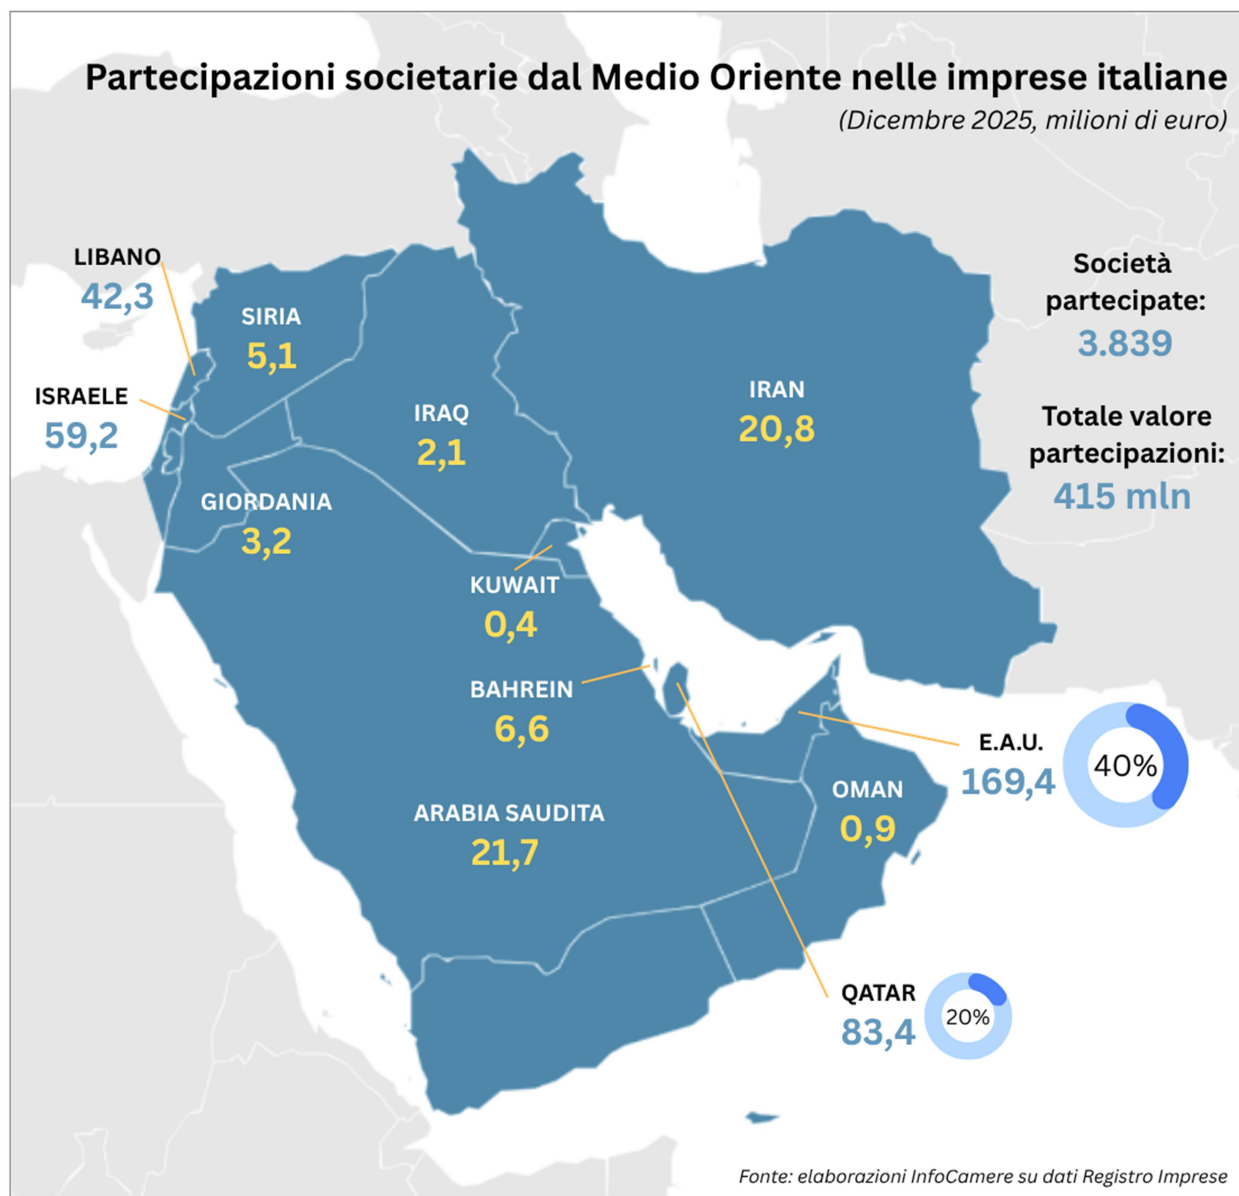 Partecipazioni societarie dal Medio Oriente nelle imprese italiane
(Dicembre 2025, milioni di euro)
LIBANO
42,3
SIRIA
5,1
ISRAELE
59,2
IRAQ
2,1
IRAN
20,8
Società
partecipate:
3.839
Totale valore
partecipazioni:
415 mln
GIORDANIA
3,2
KUWAIT
0,4
BAHREIN
6,6
E.A.U.
169,4
40%
ARABIA SAUDITA
21,7
OMAN
0,9
QATAR
83,4
20%
Fonte: elaborazioni InfoCamere su dati Registro Imprese